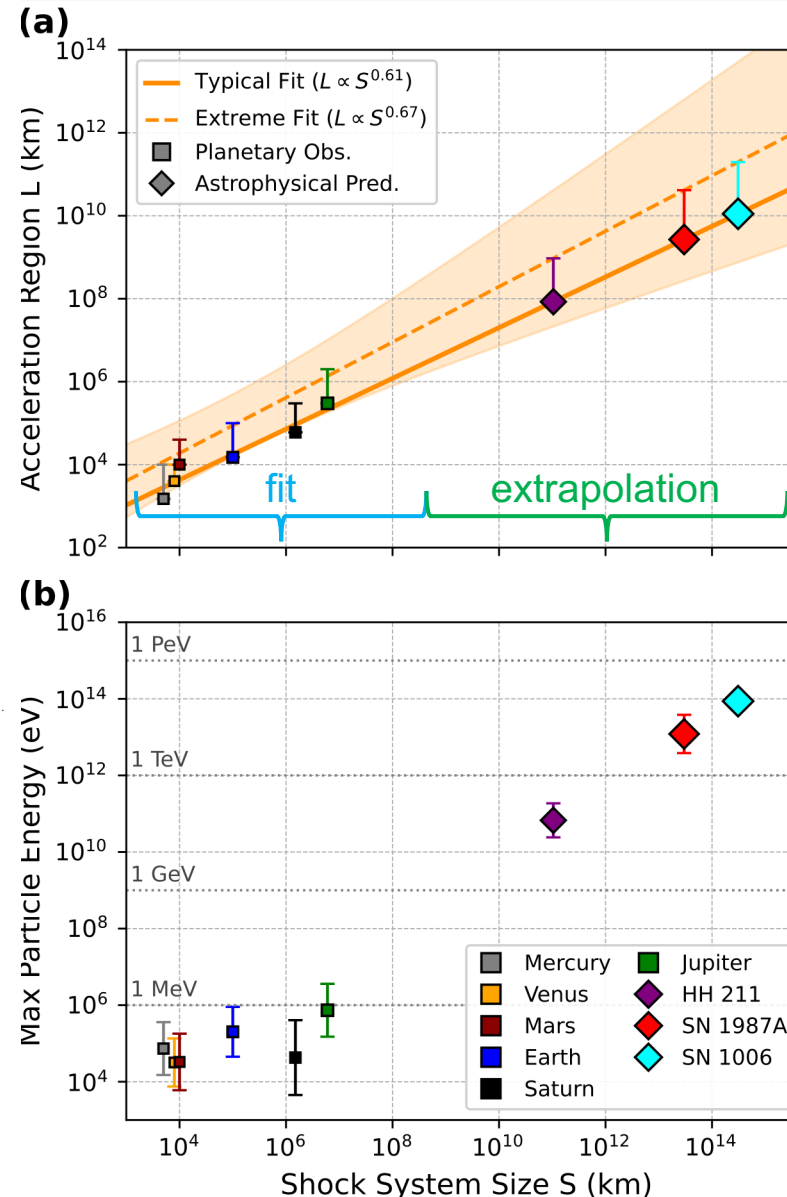 (a)
Acceleration Region L (km)
10^14
10^12
10^10
10^8
10^6
10^4
10^2
Typical Fit (L ∝ S^0.61)
Extreme Fit (L ∝ S^0.67)
Planetary Obs.
Astrophysical Pred.
fit
extrapolation
(b)
Max Particle Energy (eV)
10^16
10^14
10^12
10^10
10^8
10^6
10^4
1 PeV
1 TeV
1 GeV
1 MeV
Mercury
Venus
Mars
Earth
Saturn
Jupiter
HH 211
SN 1987A
SN 1006
10^4 10^6 10^8 10^10 10^12 10^14
Shock System Size S (km)